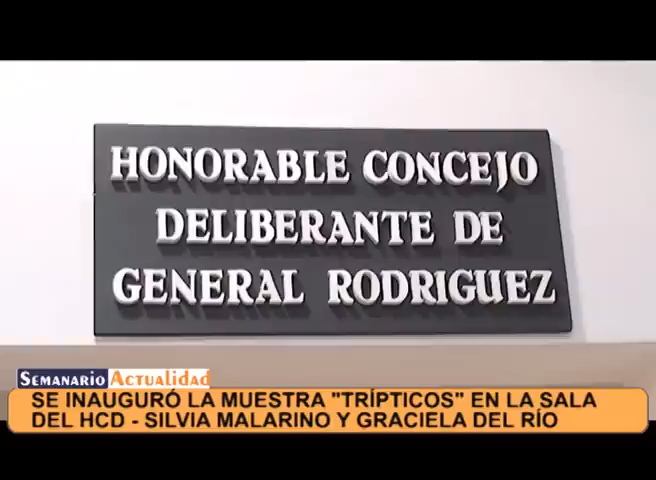 HONORABLE CONCEJO
DELIBERANTE DE
GENERAL RODRIGUEZ
SEMANARIO ACTUALIDAD
SE INAUGURÓ LA MUESTRA "TRÍPTICOS" EN LA SALA
DEL HCD - SILVIA MALARINO Y GRACIELA DEL RÍO